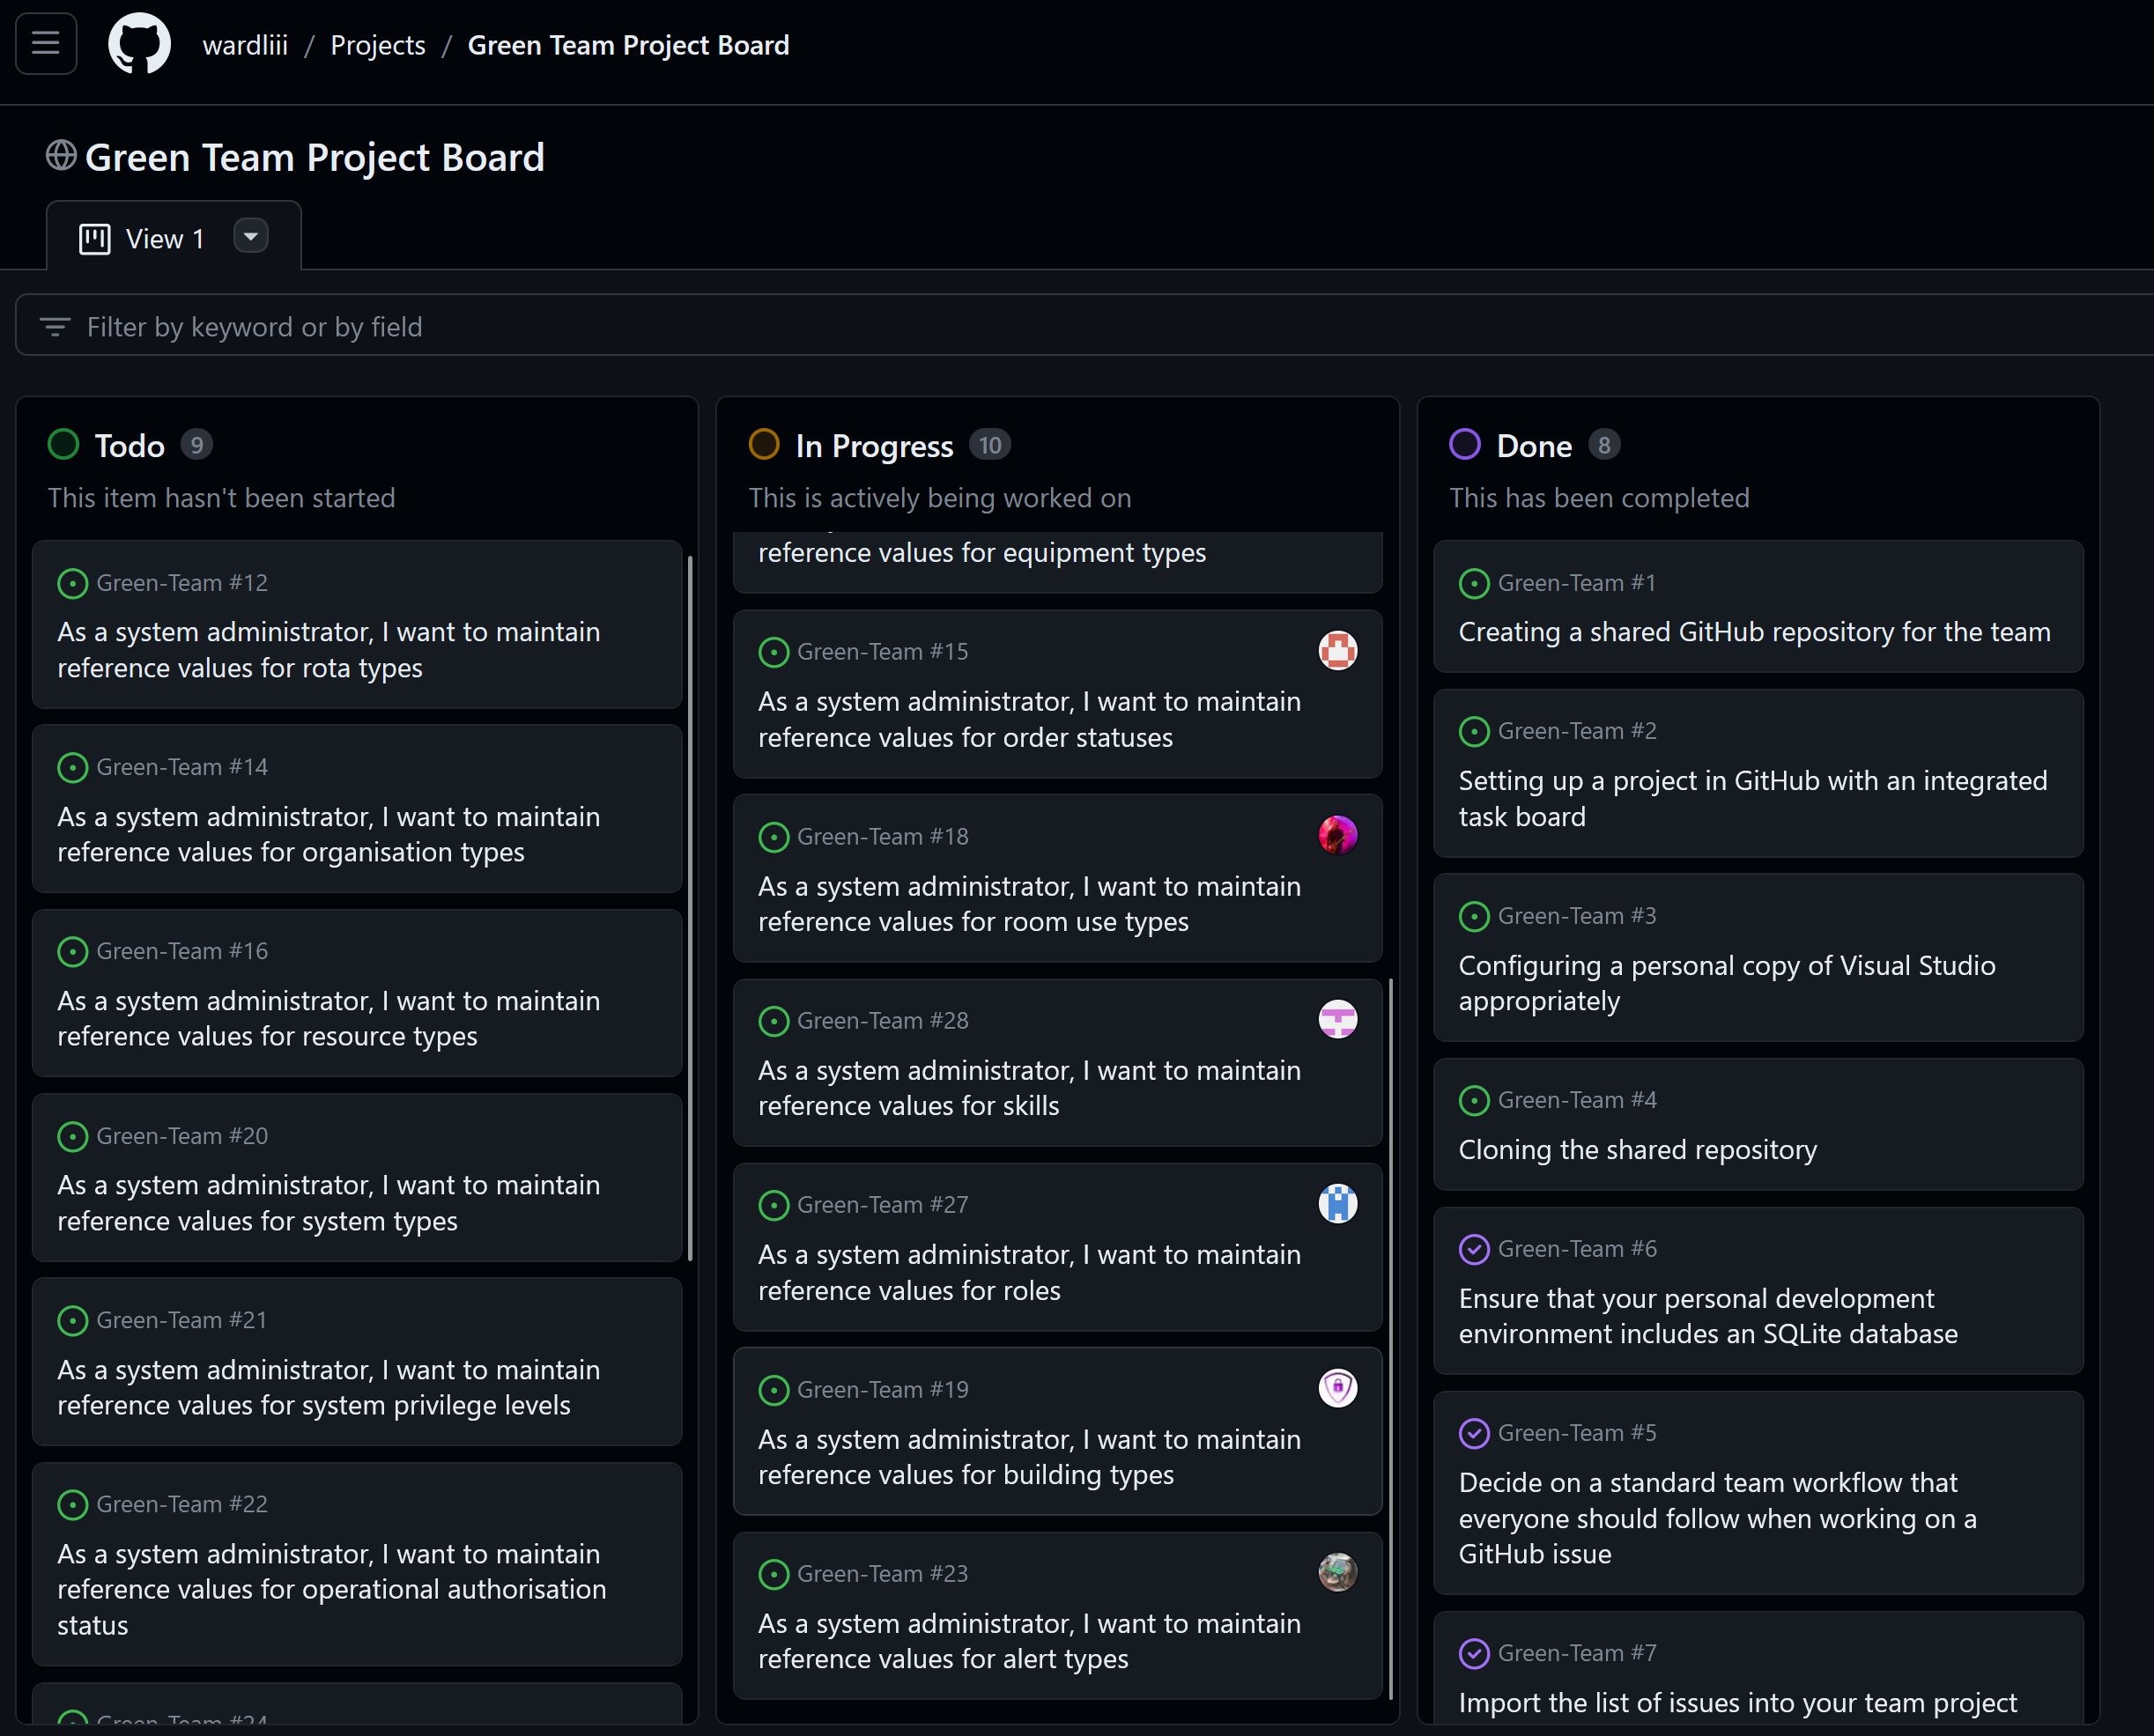 wardliii / Projects / Green Team Project Board
Green Team Project Board
View 1
Filter by keyword or by field
Todo 9
This item hasn't been started
Green-Team #12
As a system administrator, I want to maintain
reference values for rota types
Green-Team #14
As a system administrator, I want to maintain
reference values for organisation types
Green-Team #16
As a system administrator, I want to maintain
reference values for resource types
Green-Team #20
As a system administrator, I want to maintain
reference values for system types
Green-Team #21
As a system administrator, I want to maintain
reference values for system privilege levels
Green-Team #22
As a system administrator, I want to maintain
reference values for operational authorisation
status
Green-Team #24
In Progress 10
This is actively being worked on
reference values for equipment types
Green-Team #15
As a system administrator, I want to maintain
reference values for order statuses
Green-Team #18
As a system administrator, I want to maintain
reference values for room use types
Green-Team #28
As a system administrator, I want to maintain
reference values for skills
Green-Team #27
As a system administrator, I want to maintain
reference values for roles
Green-Team #19
As a system administrator, I want to maintain
reference values for building types
Green-Team #23
As a system administrator, I want to maintain
reference values for alert types
Done 8
This has been completed
Green-Team #1
Creating a shared GitHub repository for the team
Green-Team #2
Setting up a project in GitHub with an integrated
task board
Green-Team #3
Configuring a personal copy of Visual Studio
appropriately
Green-Team #4
Cloning the shared repository
Green-Team #6
Ensure that your personal development
environment includes an SQLite database
Green-Team #5
Decide on a standard team workflow that
everyone should follow when working on a
GitHub issue
Green-Team #7
Import the list of issues into your team project